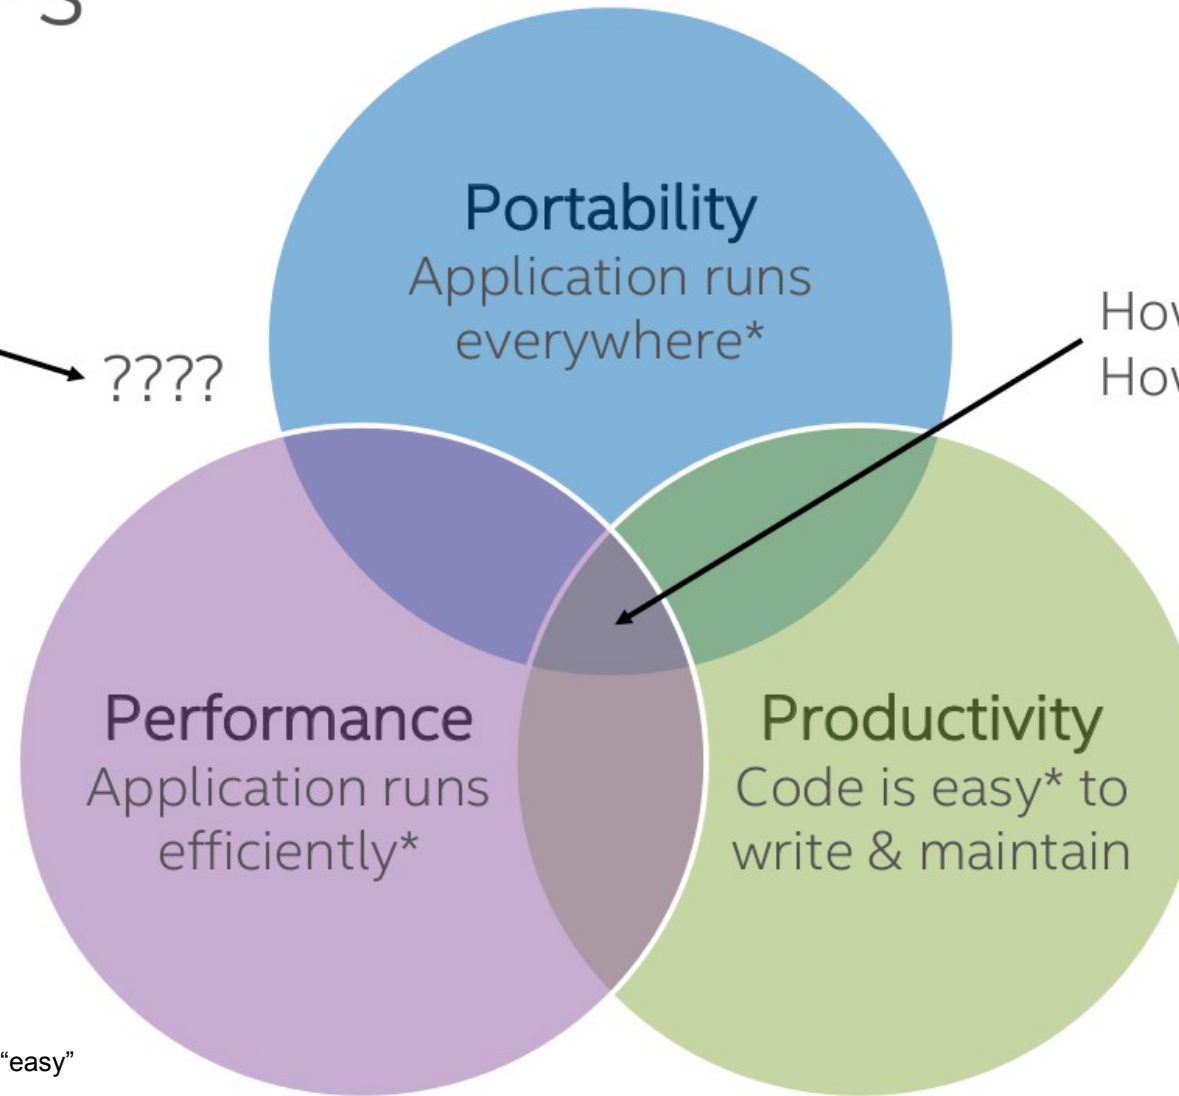 Portability
Application runs
everywhere*
????
Performance
Application runs
efficiently*
Productivity
Code is easy* to
write & maintain
“easy”